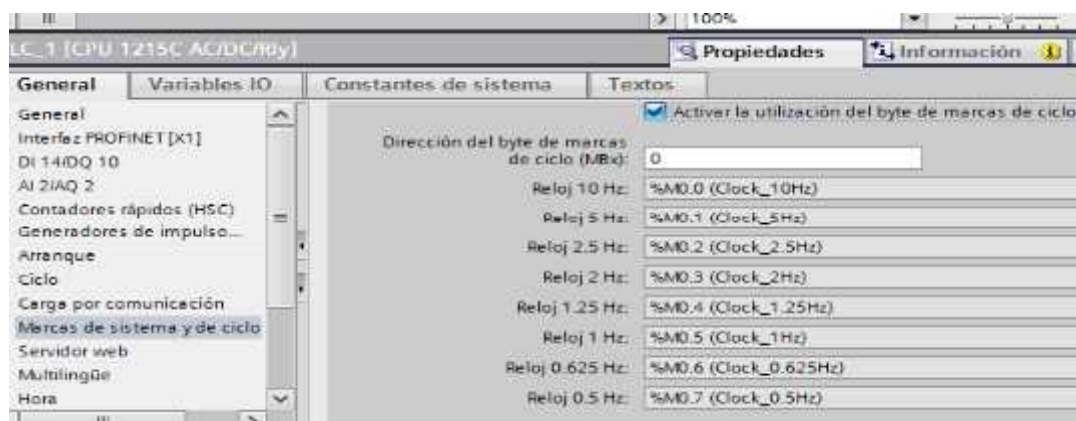 100%
LC_1 [CPU 1215C AC/DC/Rly]
Propiedades
Información
General
Variables IO
Constantes de sistema
Textos
General
Interfaz PROFINET [X1]
DI 14/DQ 10
AI 2/AQ 2
Contadores rápidos (HSC)
Generadores de impulso...
Arranque
Ciclo
Carga por comunicación
Marcas de sistema y de ciclo
Servidor web
Multilingüe
Hora
Activar la utilización del byte de marcas de ciclo
Dirección del byte de marcas
de ciclo (MBx): 0
Reloj 10 Hz: %M0.0 (Clock_10Hz)
Reloj 5 Hz: %M0.1 (Clock_5Hz)
Reloj 2.5 Hz: %M0.2 (Clock_2.5Hz)
Reloj 2 Hz: %M0.3 (Clock_2Hz)
Reloj 1.25 Hz: %M0.4 (Clock_1.25Hz)
Reloj 1 Hz: %M0.5 (Clock_1Hz)
Reloj 0.625 Hz: %M0.6 (Clock_0.625Hz)
Reloj 0.5 Hz: %M0.7 (Clock_0.5Hz)